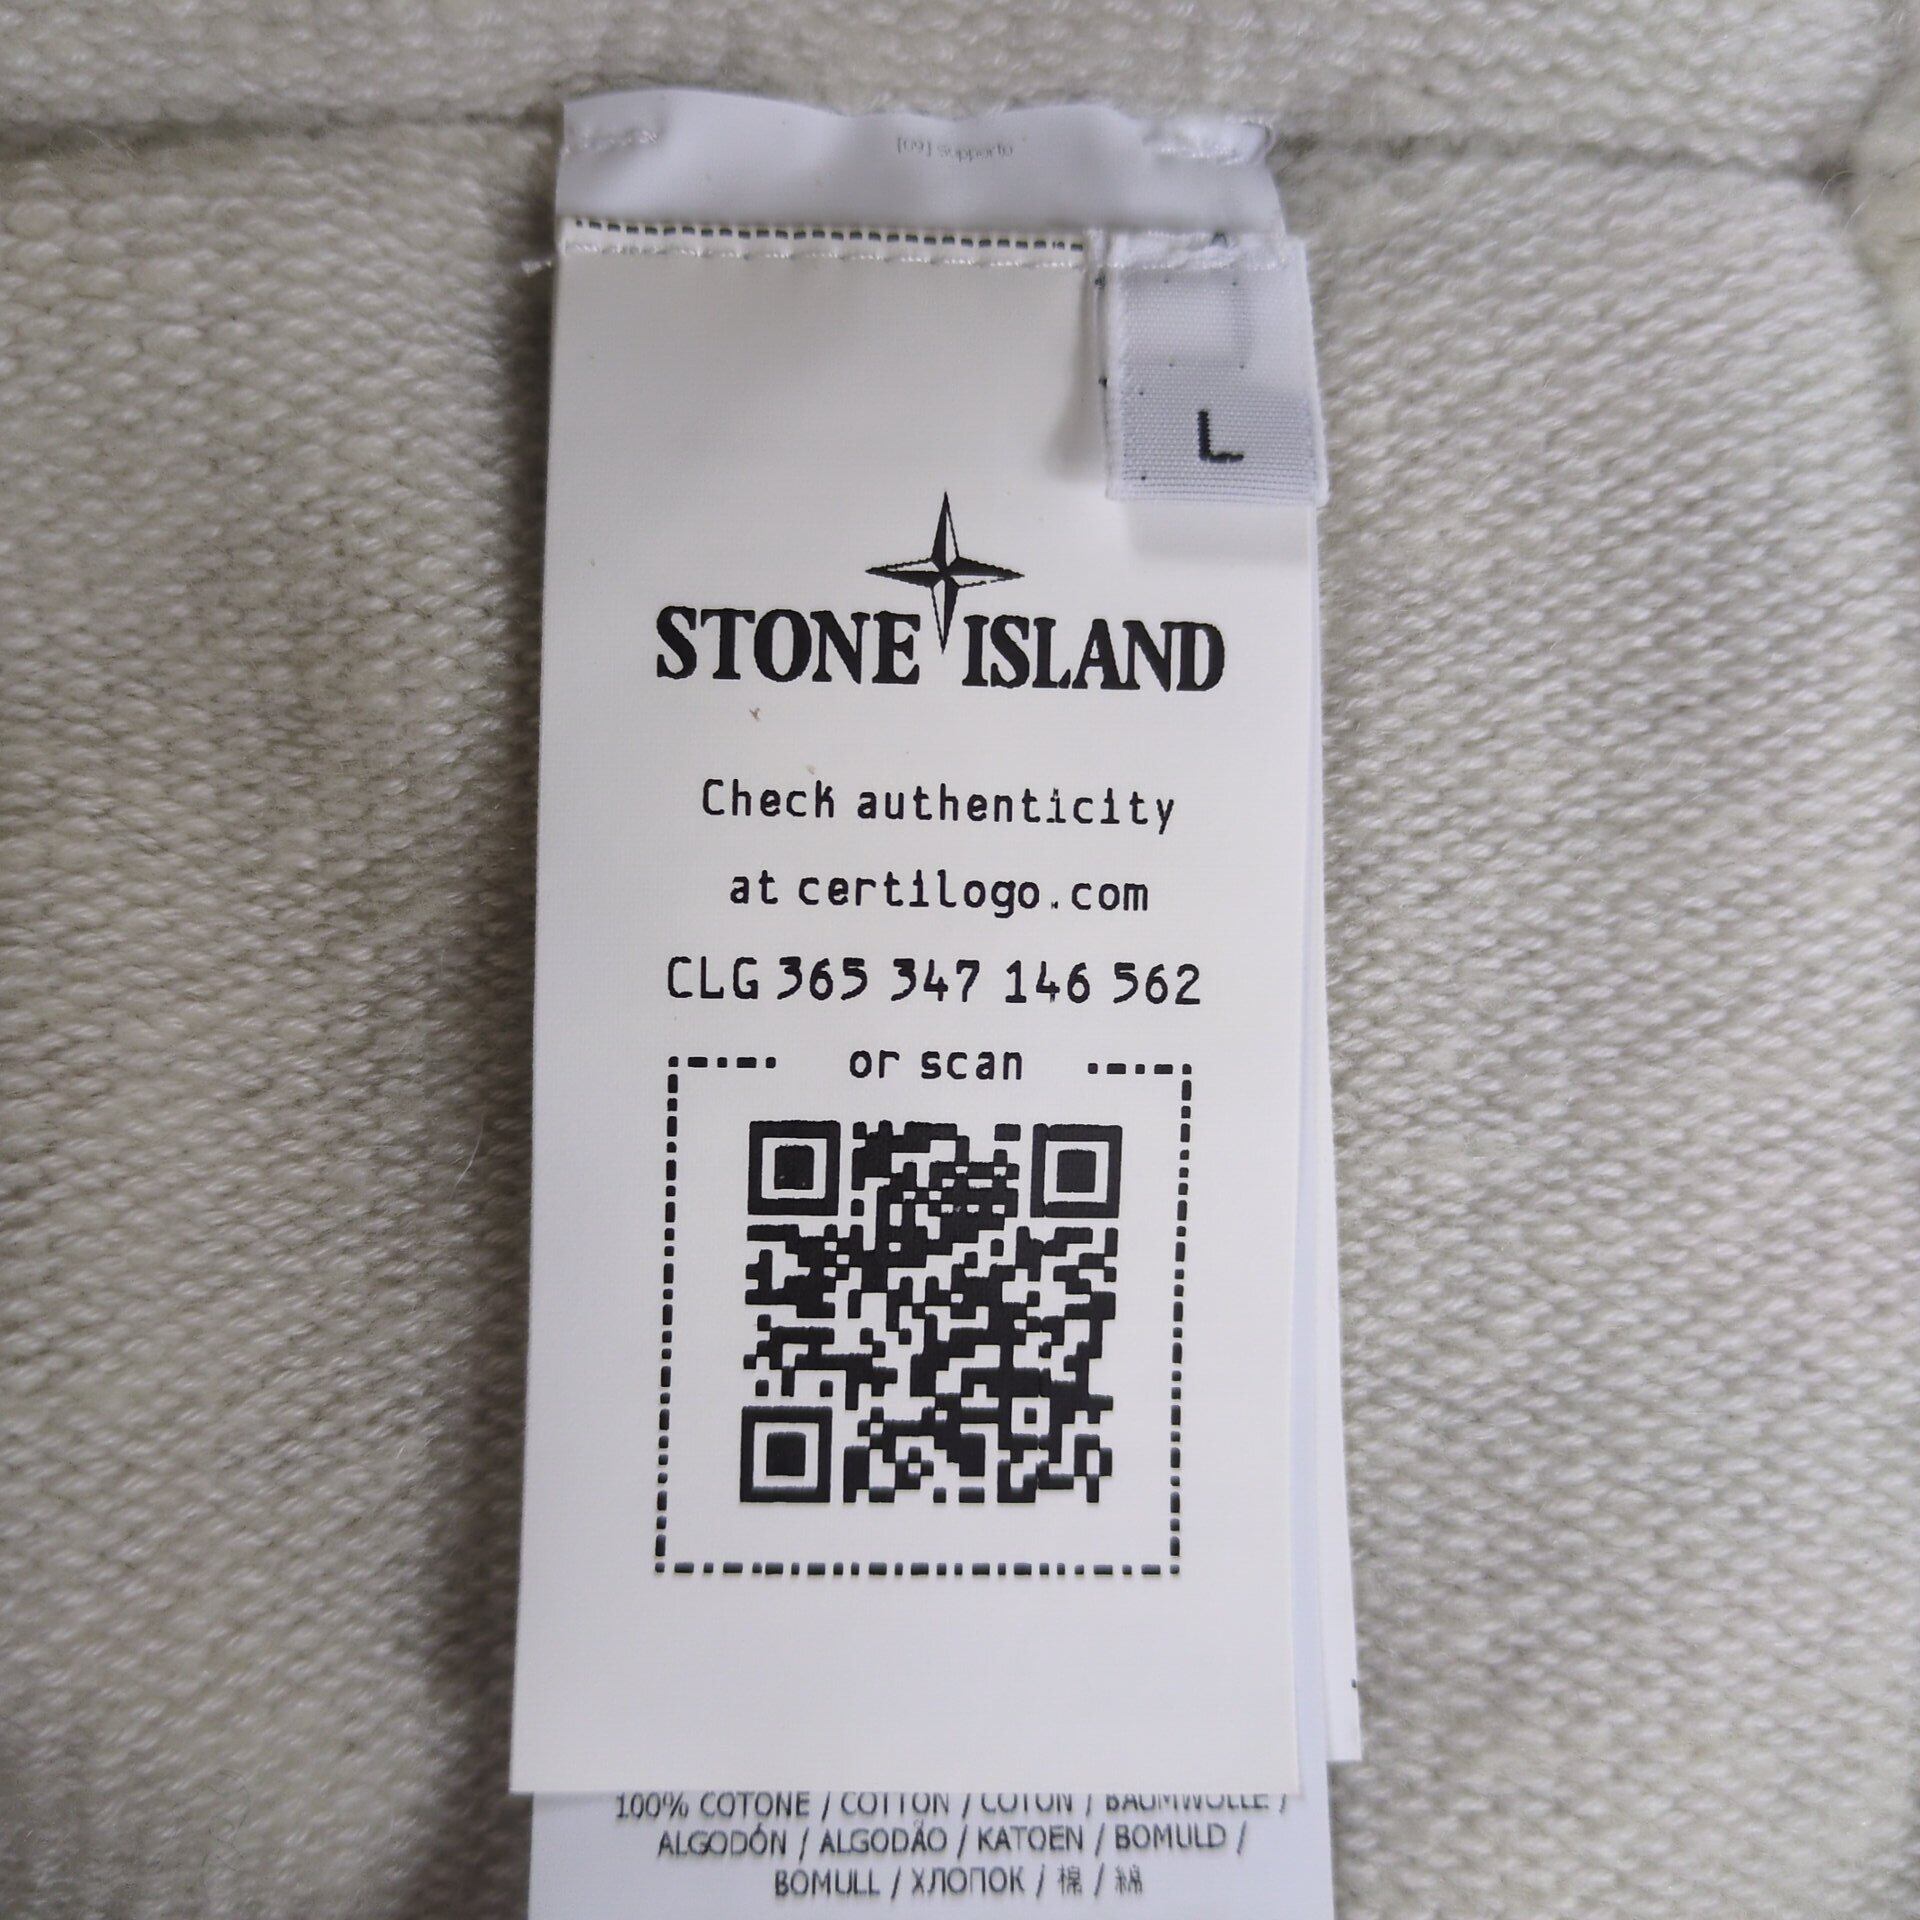 L
STONE ISLAND
Check authenticity
at certilogo.com
CLG 365 347 146 562
or scan
100% COTONE / COTTON / COTON / BAUMWOLLE /
ALGODÓN / ALGODÃO / KATOEN / BOMULD /
BOMULL / ХЛОПОК / 棉 / 綿